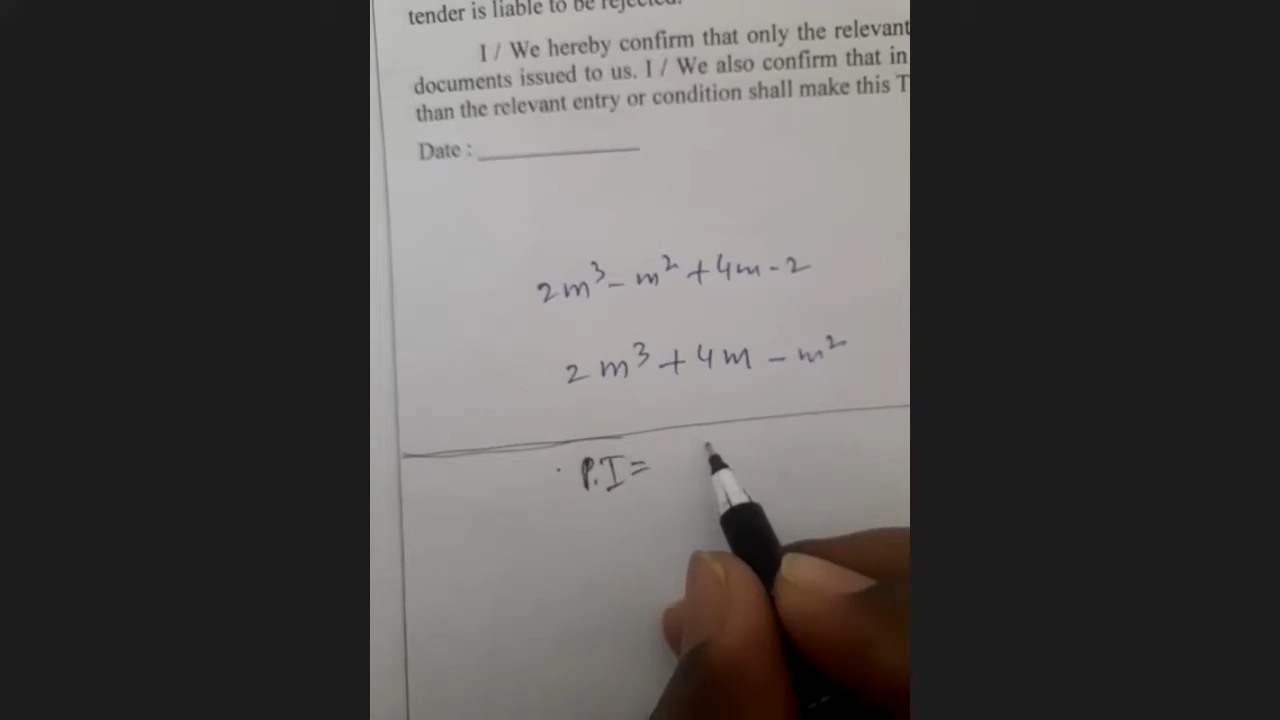 tender is liable to be rejected.
I / We hereby confirm that only the relevant
documents issued to us. I / We also confirm that in
than the relevant entry or condition shall make this T
Date :
2m³ - m² + 4m - 2
2m³ + 4m - m²
P.I =